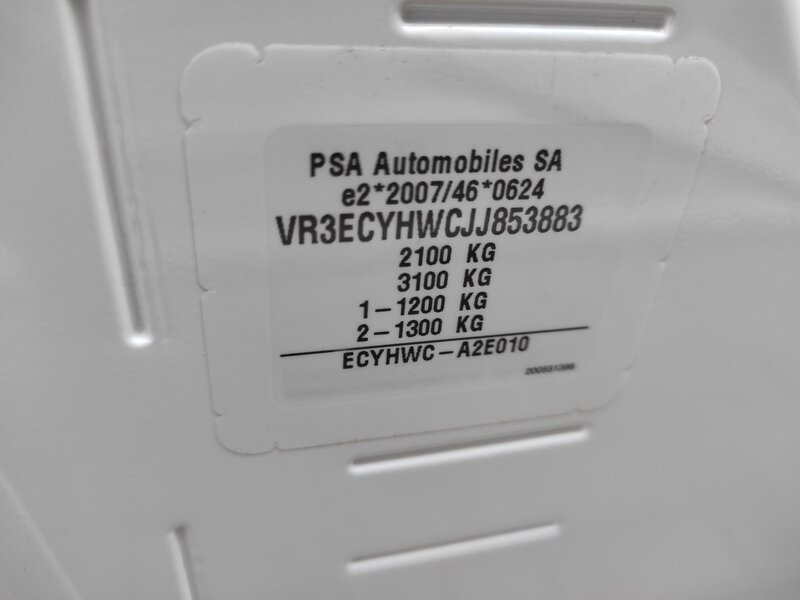 PSA Automobiles SA
e2*2007/46*0624
VR3ECYHWCJJ853883
2100 KG
3100 KG
1-1200 KG
2-1300 KG
ECYHWC-A2E010
200551396